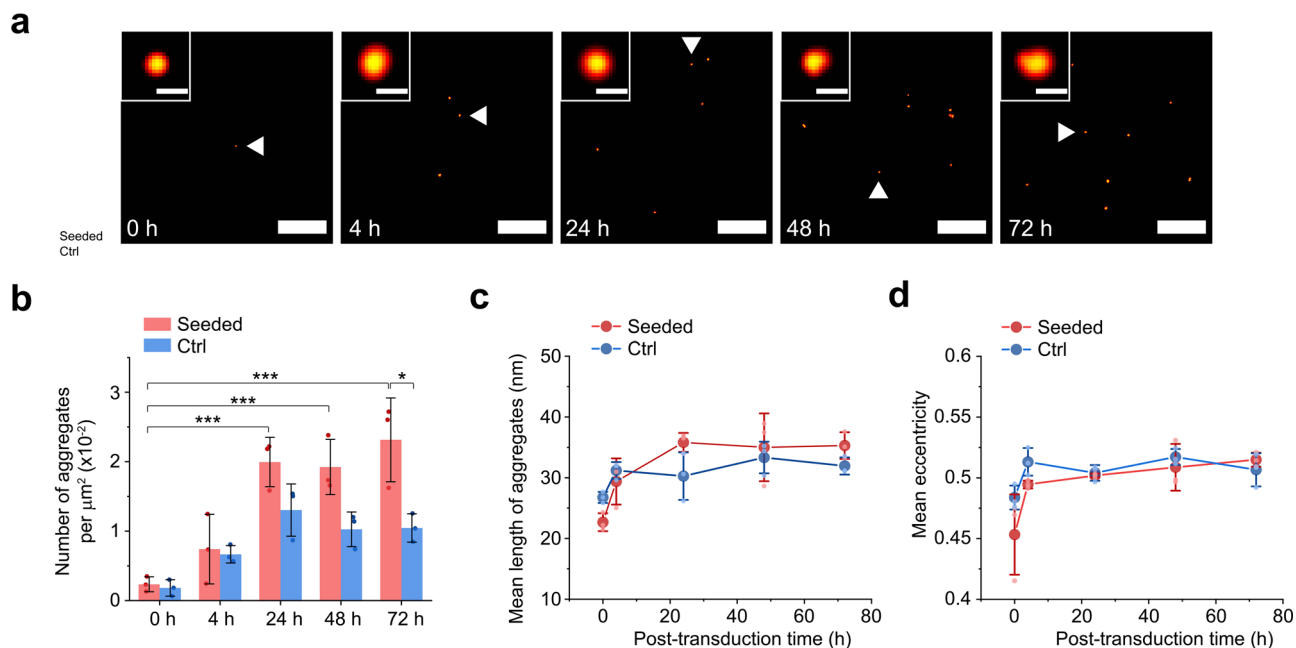 a
0 h
4 h
24 h
48 h
72 h
Seeded
Ctrl
b
Seeded
Ctrl
Number of aggregates
per μm² (x10⁻²)
3
2
1
0
***
***
***
*
0 h
4 h
24 h
48 h
72 h
c
Seeded
Ctrl
Mean length of aggregates (nm)
50
40
30
20
10
0
20
40
60
80
Post-transduction time (h)
d
Seeded
Ctrl
Mean eccentricity
0.6
0.55
0.5
0.45
0.4
0
20
40
60
80
Post-transduction time (h)